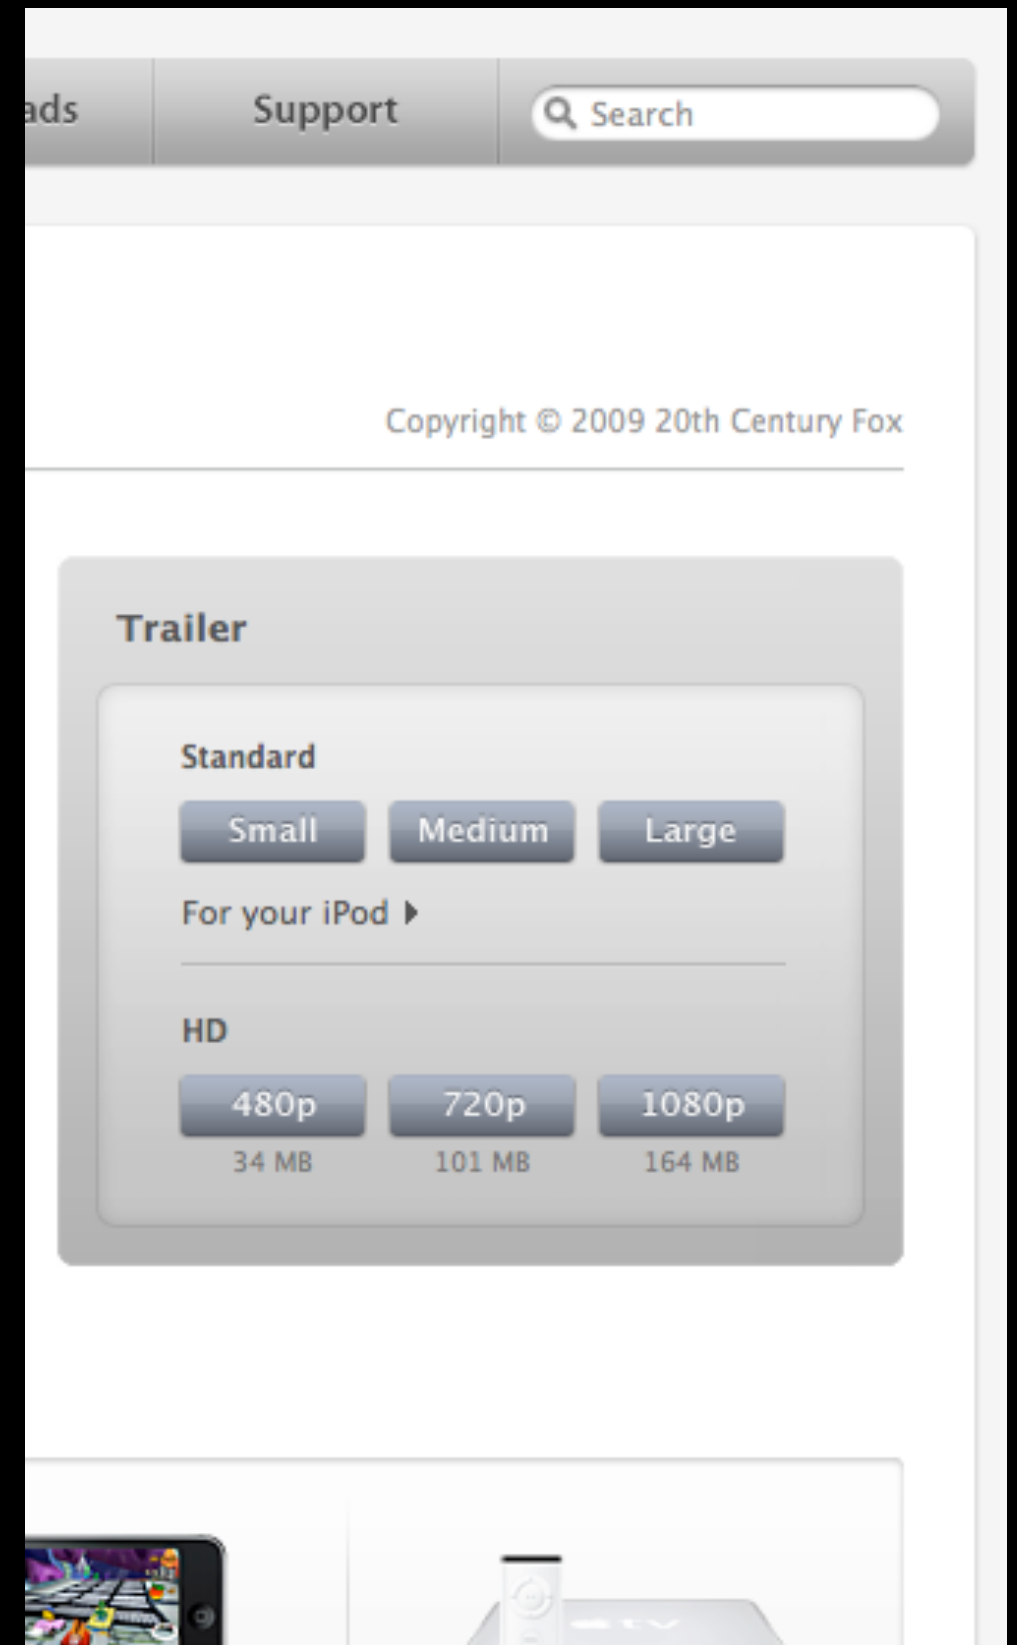 ads Support Search
Copyright © 2009 20th Century Fox
Trailer
Standard
Small Medium Large
For your iPod
HD
480p 720p 1080p
34 MB 101 MB 164 MB
tv